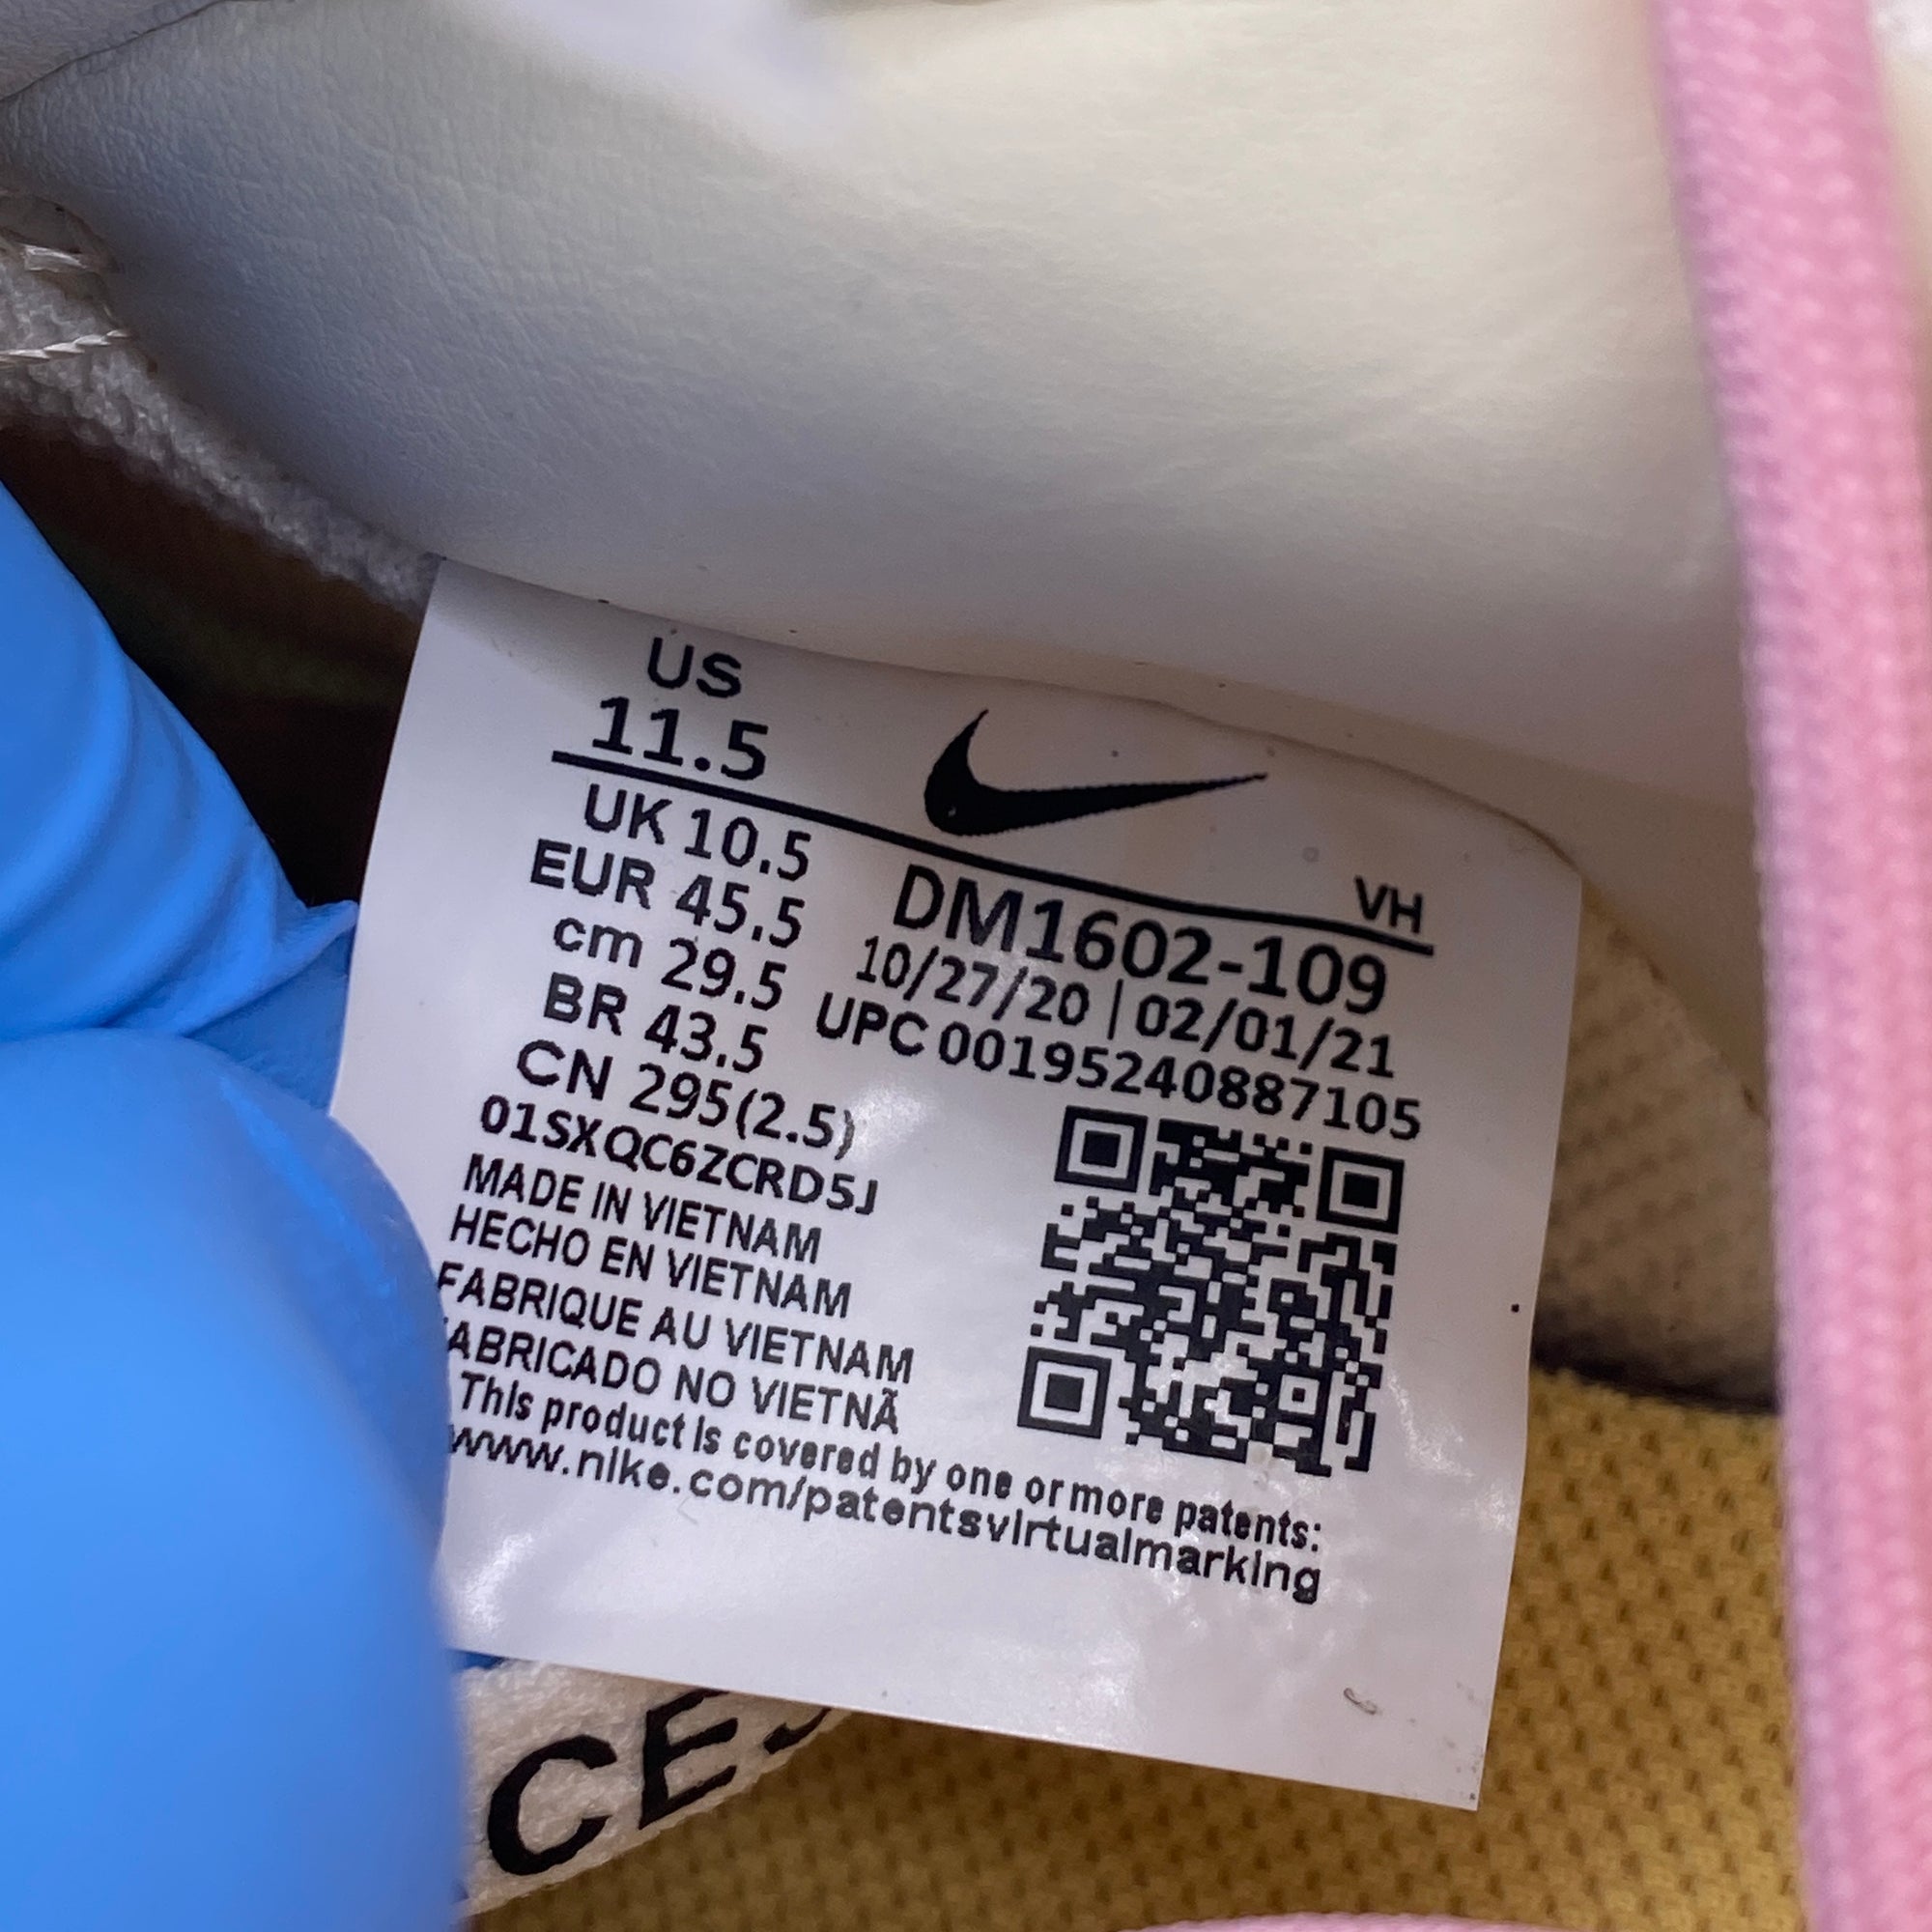 US
11.5
VH
UK 10.5
EUR 45.5
cm 29.5
BR 43.5
CN 295(2.5)
DM1602-109
10/27/20 | 02/01/21
UPC 00195240887105
01SXQC6ZCRD5J
MADE IN VIETNAM
HECHO EN VIETNAM
FABRIQUE AU VIETNAM
FABRICADO NO VIETNÃ
This product is covered by one or more patents:
www.nike.com/patentsvirtualmarking